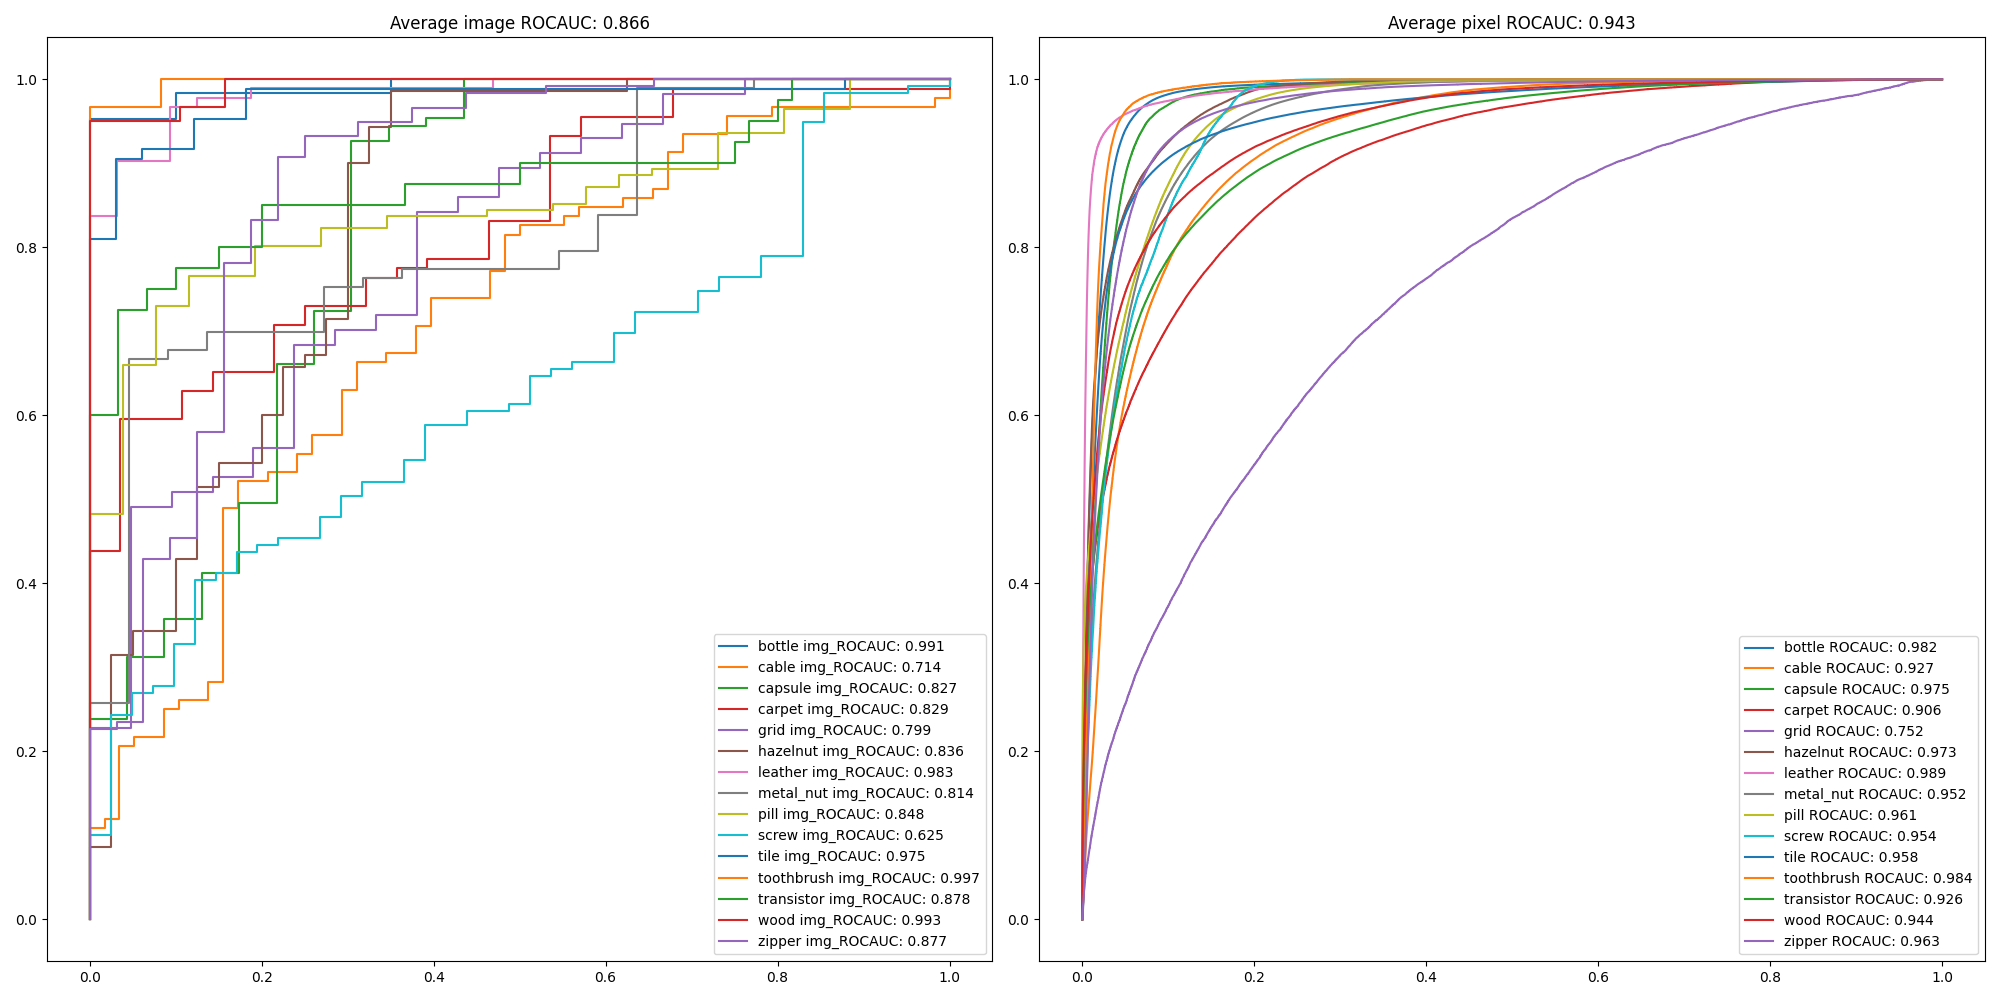 Average image ROCAUC: 0.866
1.0
0.8
0.6
0.4
0.2
0.0
0.0 0.2 0.4 0.6 0.8 1.0
bottle img_ROCAUC: 0.991
cable img_ROCAUC: 0.714
capsule img_ROCAUC: 0.827
carpet img_ROCAUC: 0.829
grid img_ROCAUC: 0.799
hazelnut img_ROCAUC: 0.836
leather img_ROCAUC: 0.983
metal_nut img_ROCAUC: 0.814
pill img_ROCAUC: 0.848
screw img_ROCAUC: 0.625
tile img_ROCAUC: 0.975
toothbrush img_ROCAUC: 0.997
transistor img_ROCAUC: 0.878
wood img_ROCAUC: 0.993
zipper img_ROCAUC: 0.877
Average pixel ROCAUC: 0.943
1.0
0.8
0.6
0.4
0.2
0.0
0.0 0.2 0.4 0.6 0.8 1.0
bottle ROCAUC: 0.982
cable ROCAUC: 0.927
capsule ROCAUC: 0.975
carpet ROCAUC: 0.906
grid ROCAUC: 0.752
hazelnut ROCAUC: 0.973
leather ROCAUC: 0.989
metal_nut ROCAUC: 0.952
pill ROCAUC: 0.961
screw ROCAUC: 0.954
tile ROCAUC: 0.958
toothbrush ROCAUC: 0.984
transistor ROCAUC: 0.926
wood ROCAUC: 0.944
zipper ROCAUC: 0.963